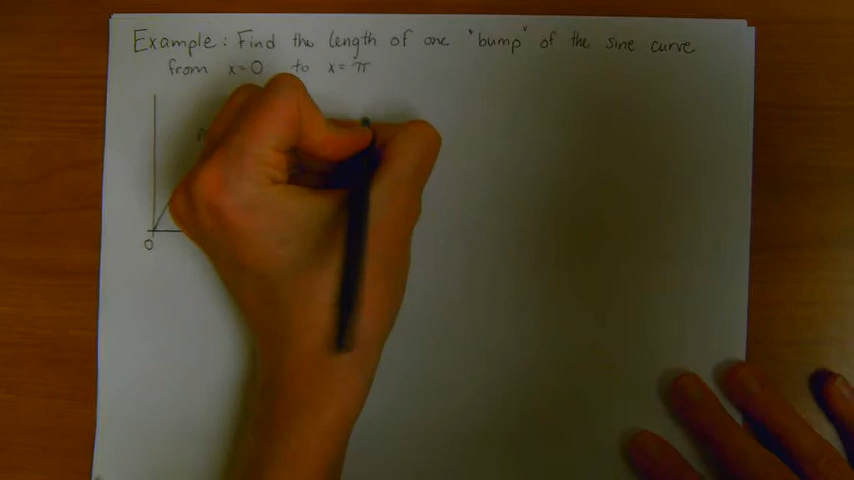 Example: Find the length of one "bump" of the sine curve
from x=0 to x=π
0